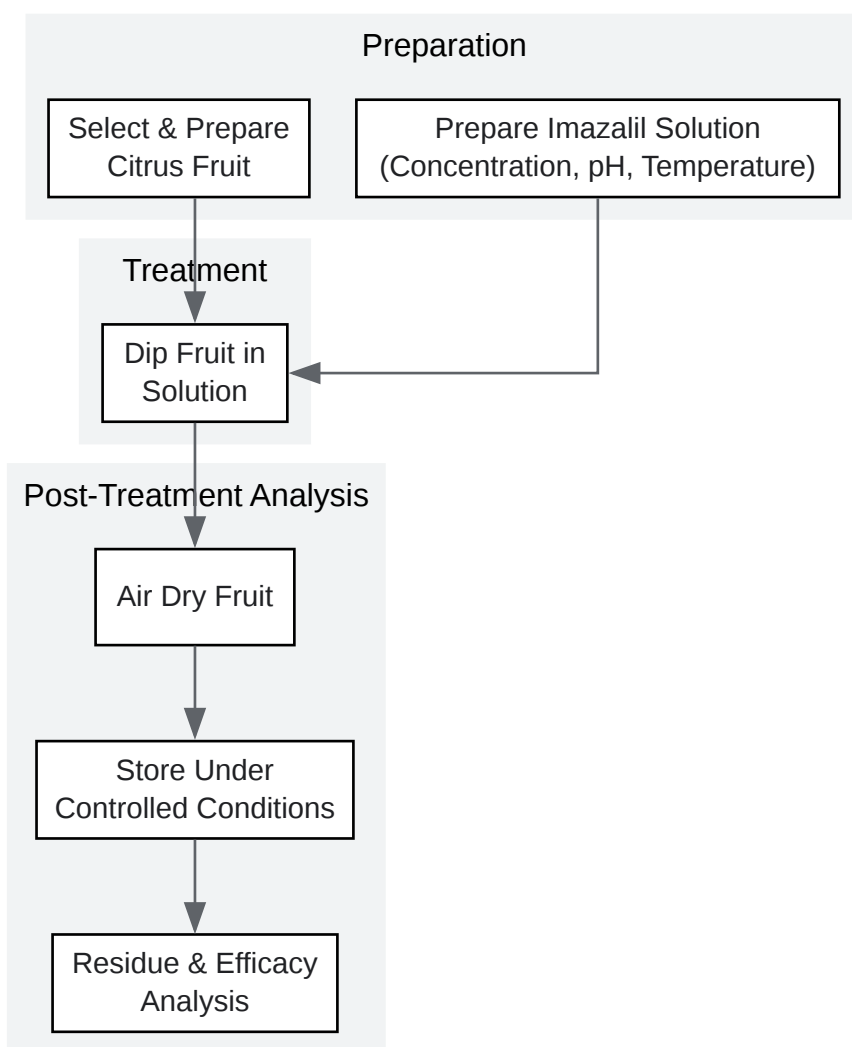 Preparation
Select & Prepare
Citrus Fruit
Prepare Imazalil Solution
(Concentration, pH, Temperature)
Treatment
Dip Fruit in
Solution
Post-Treatment Analysis
Air Dry Fruit
Store Under
Controlled Conditions
Residue & Efficacy
Analysis